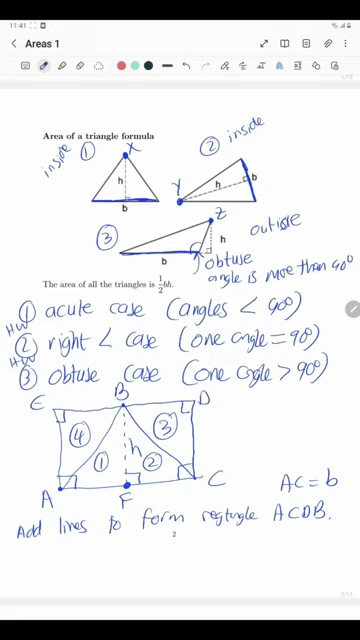 11:41
Areas 1
Area of a triangle formula
inside ① X
② inside
h
b
Y
h
b
③
Z
h
b
outside
obtuse
angle is more than 90°
The area of all the triangles is 1/2 bh.
① acute case (angles < 90°)
HW
② right < case (one angle = 90°)
HW
③ obtuse case (one angle > 90°)
E B D
④ ③
① h ②
A F C
AC = b
Add lines to form regtangle ACDB.
2